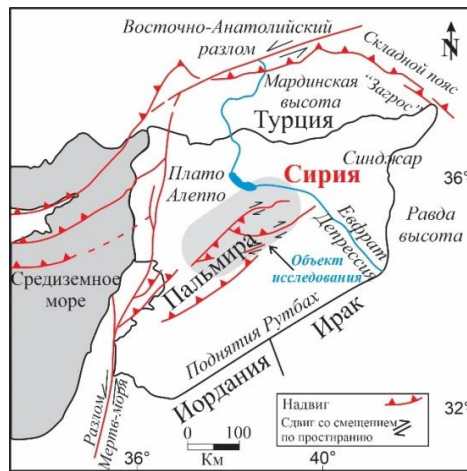 Восточно-Анатолийский
разлом
N
Складной пояс
"Загрос"
Мардинская
высота
Турция
Синджар
36°
Плато
Алеппо
Сирия
Равда
высота
Евфрат
Депрессия
Средиземное
море
Пальмира
Объект
исследования
Поднятия Рутбах
Ирак
Иордания
Разлом
Мертв-моря
0 100
Км
Надвиг
Сдвиг со смещением
по простиранию
32°
36°
40°